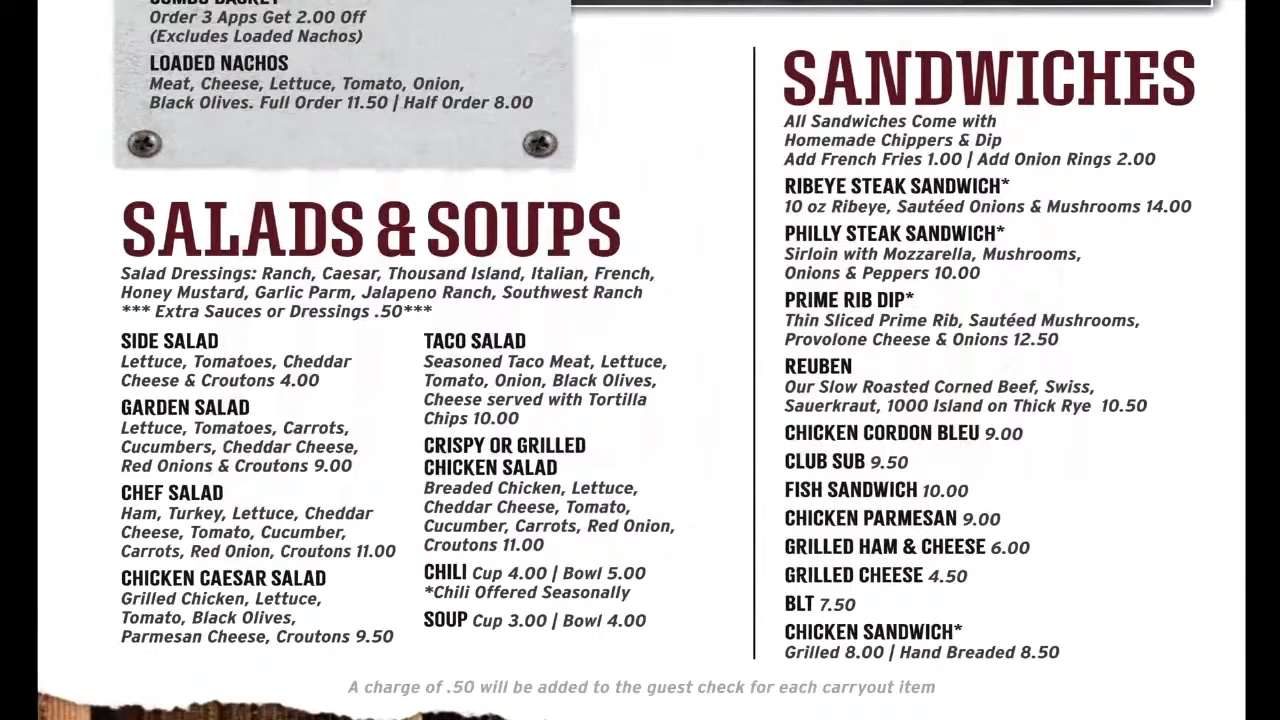 JUMBO BASKET
Order 3 Apps Get 2.00 Off
(Excludes Loaded Nachos)
LOADED NACHOS
Meat, Cheese, Lettuce, Tomato, Onion,
Black Olives. Full Order 11.50 | Half Order 8.00
SALADS & SOUPS
Salad Dressings: Ranch, Caesar, Thousand Island, Italian, French,
Honey Mustard, Garlic Parm, Jalapeno Ranch, Southwest Ranch
*** Extra Sauces or Dressings .50***
SIDE SALAD
Lettuce, Tomatoes, Cheddar
Cheese & Croutons 4.00
GARDEN SALAD
Lettuce, Tomatoes, Carrots,
Cucumbers, Cheddar Cheese,
Red Onions & Croutons 9.00
CHEF SALAD
Ham, Turkey, Lettuce, Cheddar
Cheese, Tomato, Cucumber,
Carrots, Red Onion, Croutons 11.00
CHICKEN CAESAR SALAD
Grilled Chicken, Lettuce,
Tomato, Black Olives,
Parmesan Cheese, Croutons 9.50
TACO SALAD
Seasoned Taco Meat, Lettuce,
Tomato, Onion, Black Olives,
Cheese served with Tortilla
Chips 10.00
CRISPY OR GRILLED
CHICKEN SALAD
Breaded Chicken, Lettuce,
Cheddar Cheese, Tomato,
Cucumber, Carrots, Red Onion,
Croutons 11.00
CHILI Cup 4.00 | Bowl 5.00
*Chili Offered Seasonally
SOUP Cup 3.00 | Bowl 4.00
SANDWICHES
All Sandwiches Come with
Homemade Chippers & Dip
Add French Fries 1.00 | Add Onion Rings 2.00
RIBEYE STEAK SANDWICH*
10 oz Ribeye, Sautéed Onions & Mushrooms 14.00
PHILLY STEAK SANDWICH*
Sirloin with Mozzarella, Mushrooms,
Onions & Peppers 10.00
PRIME RIB DIP*
Thin Sliced Prime Rib, Sautéed Mushrooms,
Provolone Cheese & Onions 12.50
REUBEN
Our Slow Roasted Corned Beef, Swiss,
Sauerkraut, 1000 Island on Thick Rye 10.50
CHICKEN CORDON BLEU 9.00
CLUB SUB 9.50
FISH SANDWICH 10.00
CHICKEN PARMESAN 9.00
GRILLED HAM & CHEESE 6.00
GRILLED CHEESE 4.50
BLT 7.50
CHICKEN SANDWICH*
Grilled 8.00 | Hand Breaded 8.50
A charge of .50 will be added to the guest check for each carryout item